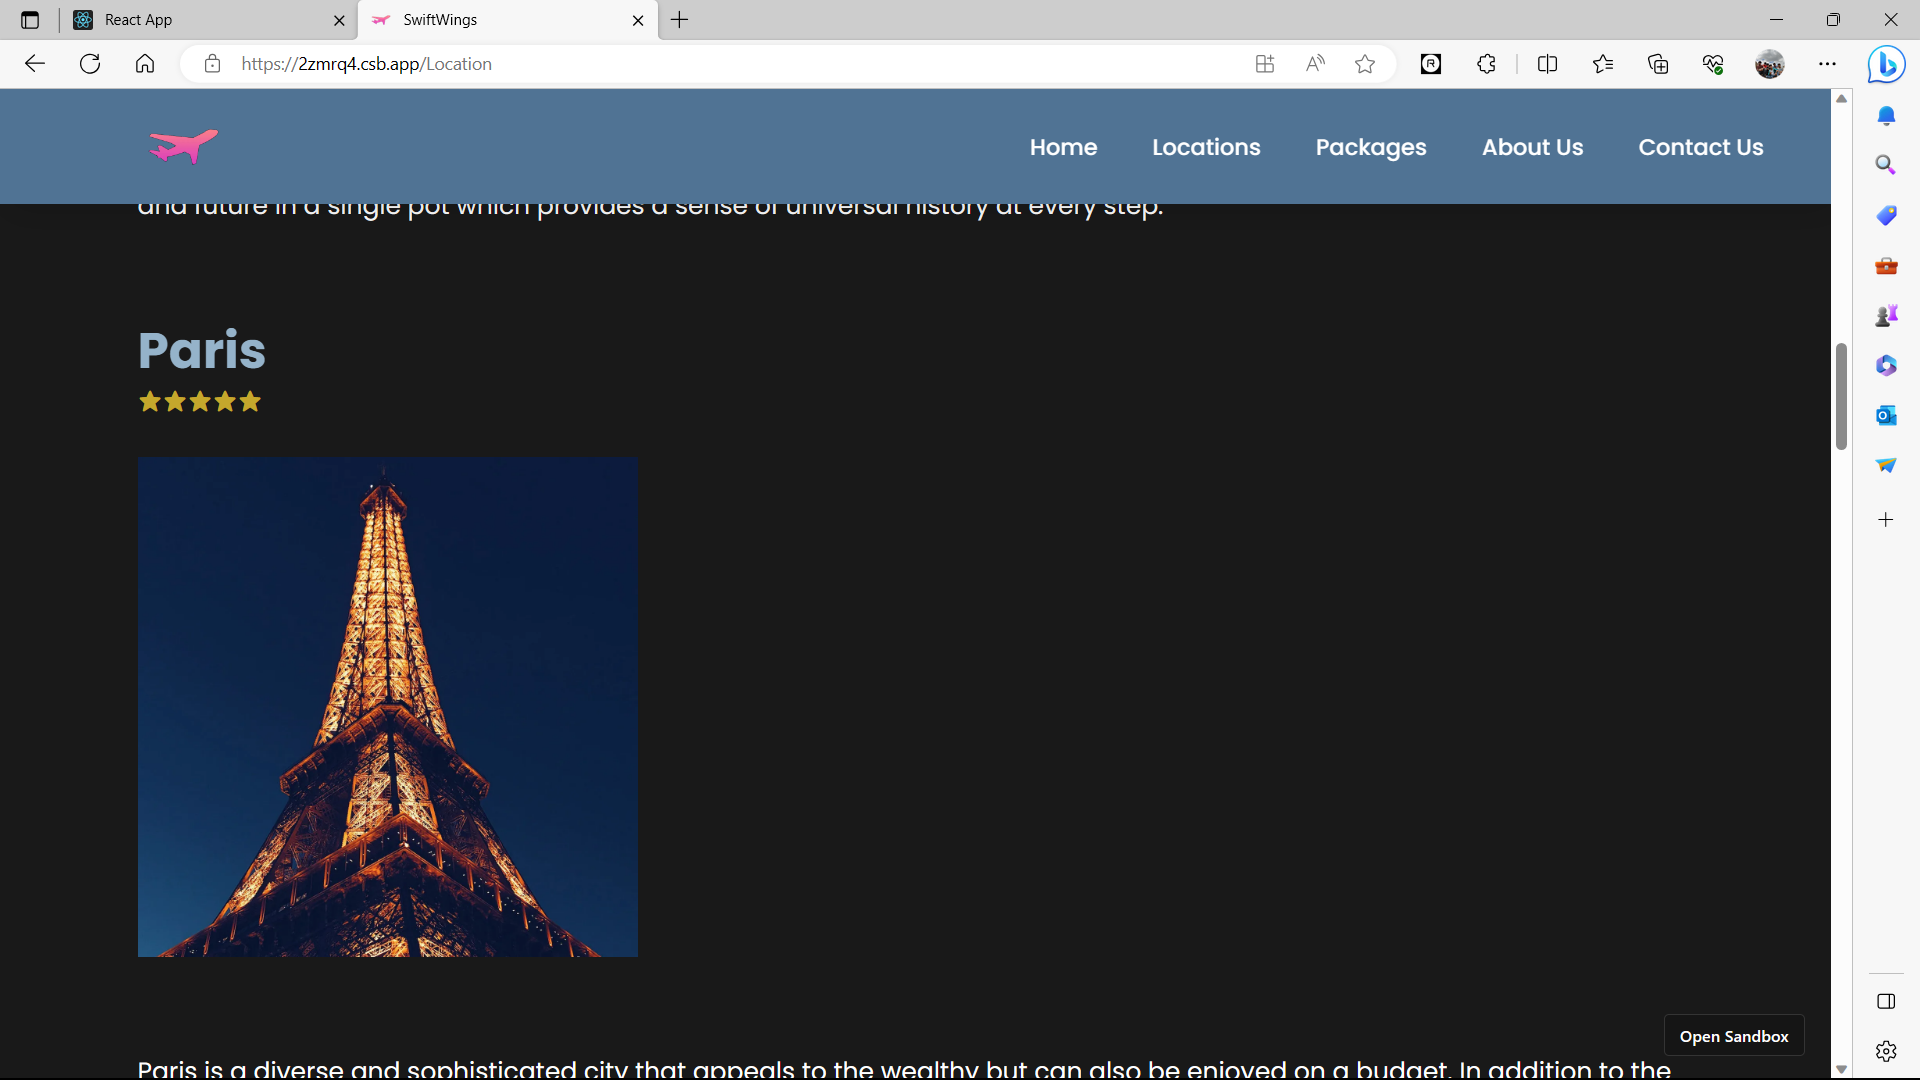 React App
SwiftWings
https://2zmrq4.csb.app/Location
Home Locations Packages About Us Contact Us
and future in a single pot which provides a sense of universal history at every step.
Paris
Paris is a diverse and sophisticated city that appeals to the wealthy but can also be enjoyed on a budget. In addition to the
Open Sandbox